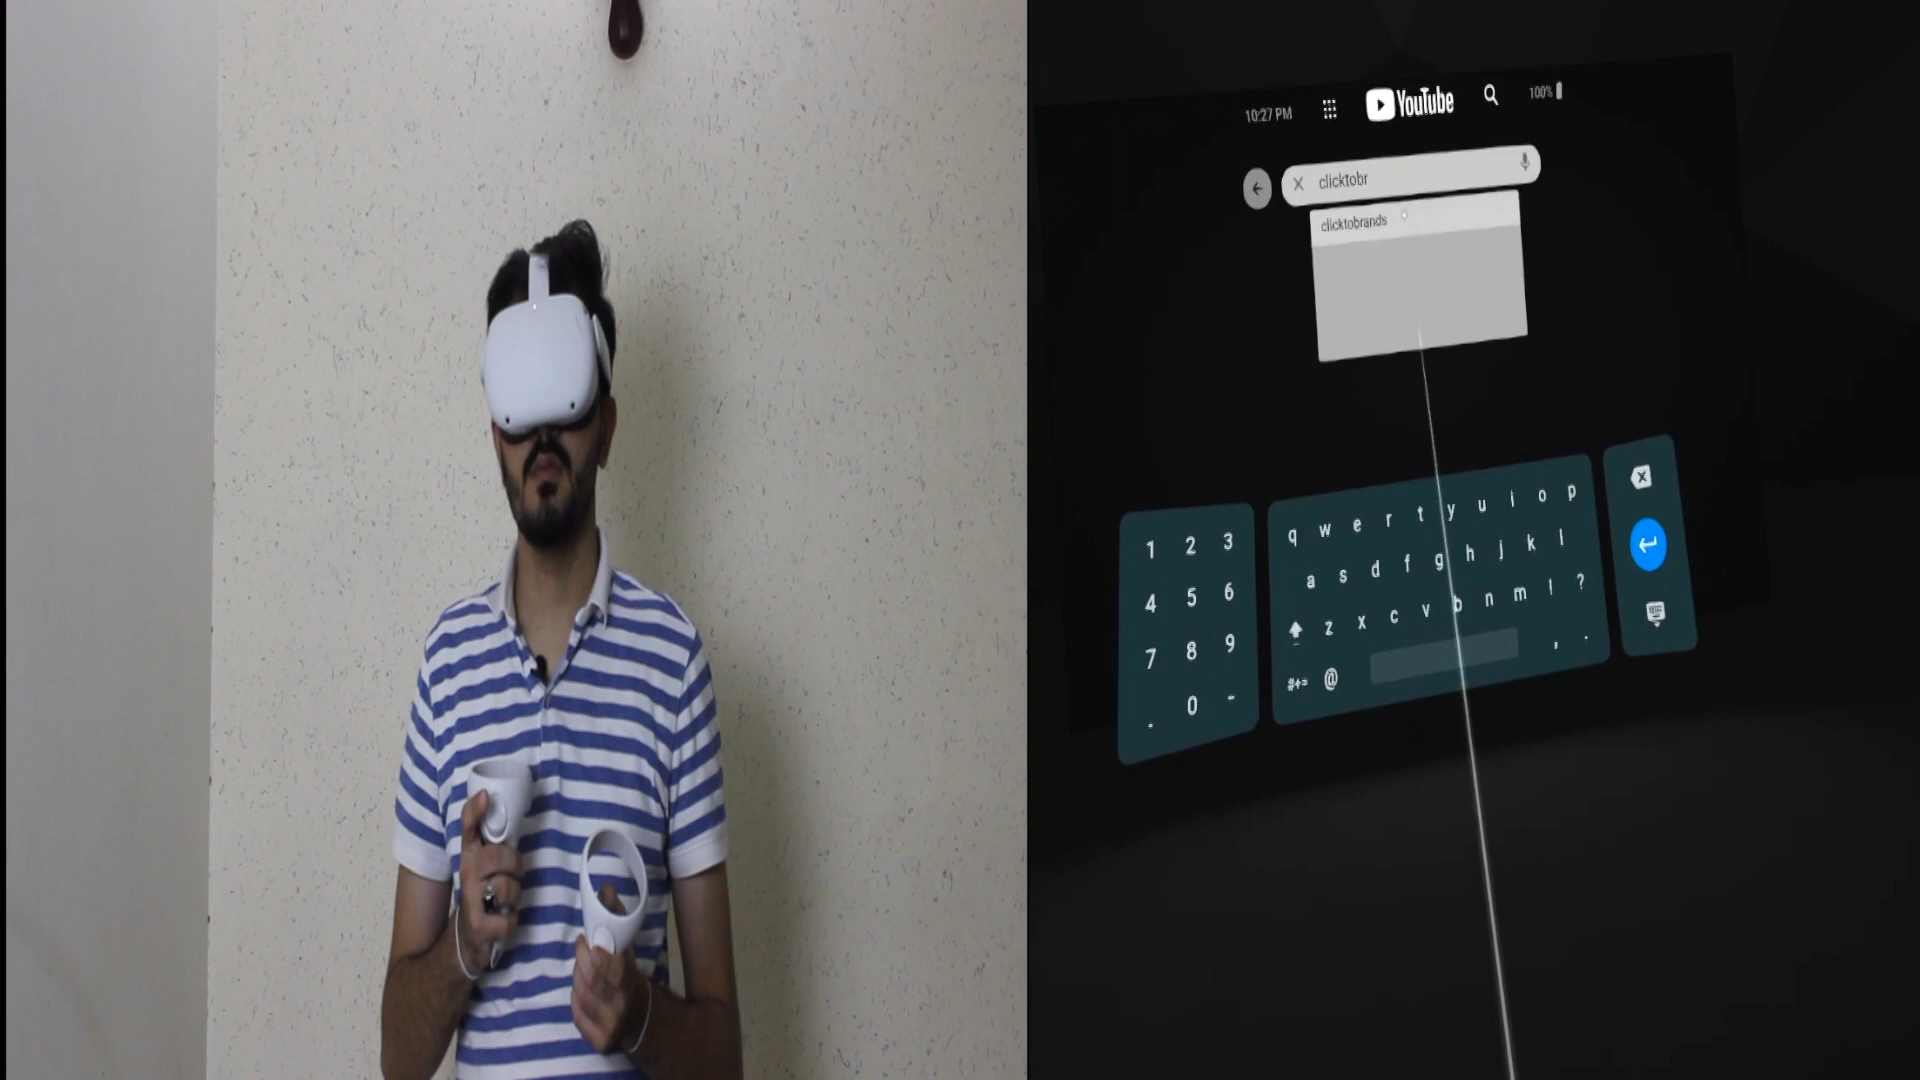 10:27 PM
YouTube
100%
clicktobr
clicktobrands
1 2 3
4 5 6
7 8 9
. 0 -
q w e r t y u i o p
a s d f g h j k l
z x c v b n m ! ?
#+= @ , .